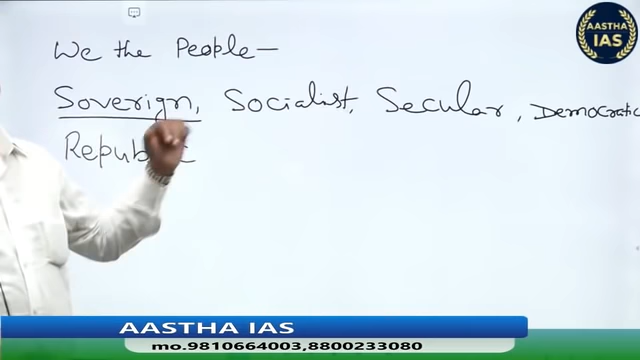 AASTHA
IAS
We the People—
Soverign, Socialist, Secular, Democratic
Republic
AASTHA IAS
mo.9810664003,8800233080